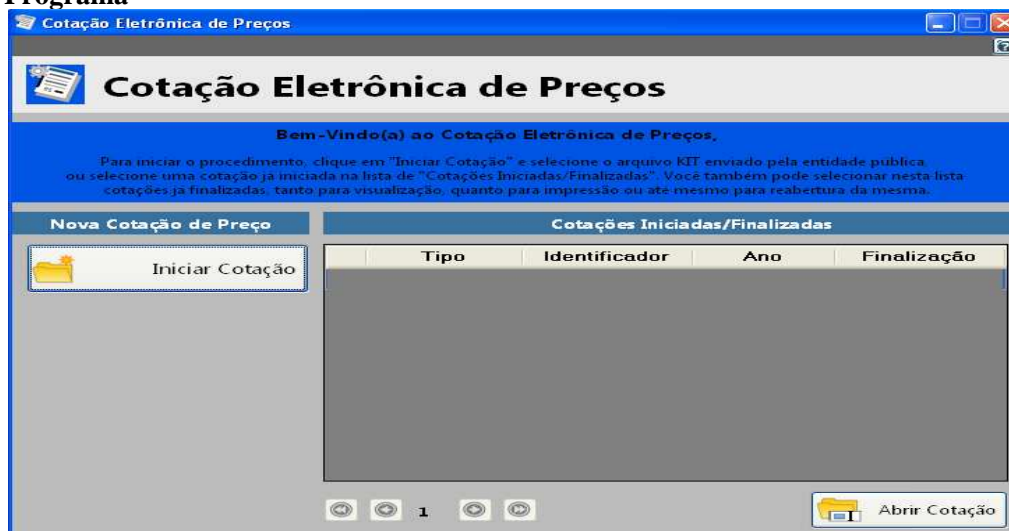 Programa
Cotação Eletrônica de Preços
Cotação Eletrônica de Preços
Bem-Vindo(a) ao Cotação Eletrônica de Preços,
Para iniciar o procedimento, clique em "Iniciar Cotação" e selecione o arquivo KIT enviado pela entidade pública,
ou selecione uma cotação ja iniciada na lista de "Cotações Iniciadas/Finalizadas". Você também pode selecionar nesta lista
cotações ja finalizadas, tanto para visualização, quanto para impressão ou até mesmo para reabertura da mesma.
Nova Cotação de Preço
Cotações Iniciadas/Finalizadas
Iniciar Cotação
Tipo Identificador Ano Finalização
1
Abrir Cotação